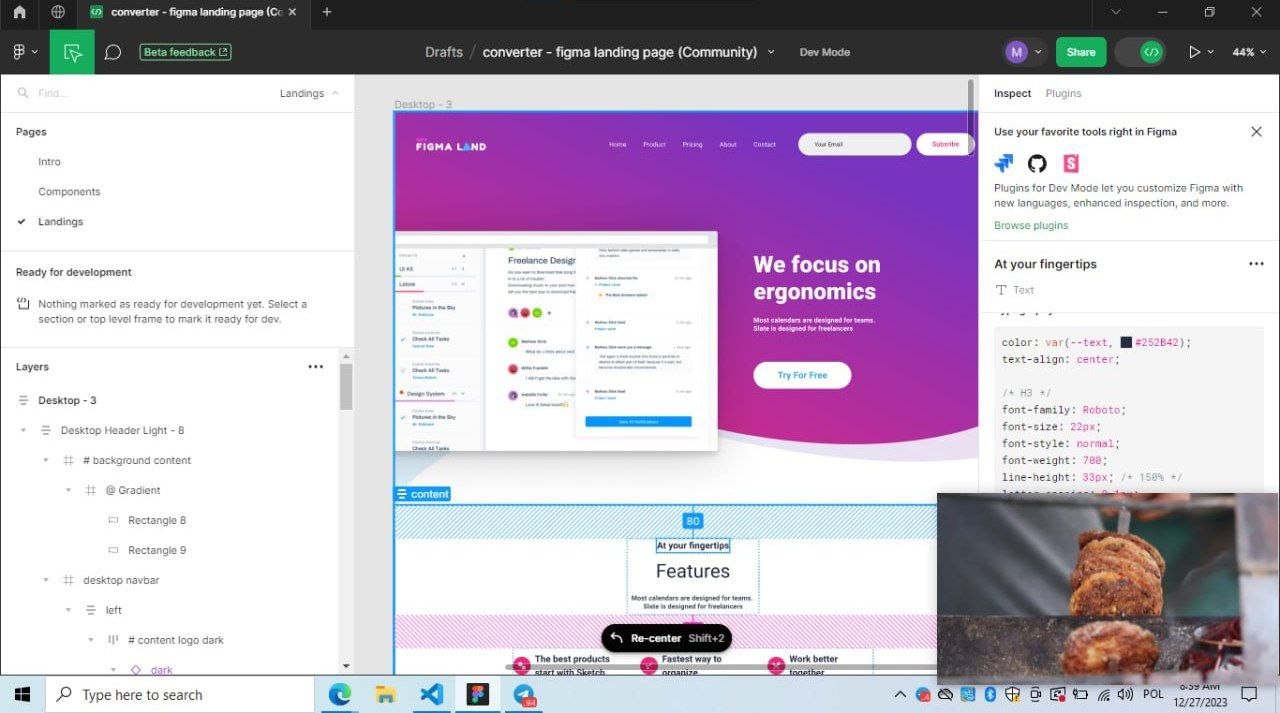 converter - figma landing page (Co
Beta feedback
Drafts / converter - figma landing page (Community)
Dev Mode
M
Share
44%
Find...
Landings
Pages
Intro
Components
Landings
Ready for development
Nothing marked as ready for development yet. Select a
section or top level frame to mark it ready for dev.
Layers
Desktop - 3
Desktop Header Light - 8
# background content
@ Gradient
Rectangle 8
Rectangle 9
desktop navbar
left
# content logo dark
dark
Desktop - 3
FIGMA LAND
Home
Product
Pricing
About
Contact
Your Email
Freelance Design
UI Kit
Pictures in the Sky
Check All Tasks
Check All Tasks
Design System
Pictures in the Sky
Check All Tasks
We focus on
ergonomics
Most calendars are designed for teams.
Slate is designed for freelancers
Try For Free
content
80
At your fingertips
Features
Most calendars are designed for teams.
Slate is designed for freelancers
Re-center Shift+2
The best products
start with Sketch
Fastest way to
organize
Work better
together
Inspect
Plugins
Use your favorite tools right in Figma
Plugins for Dev Mode let you customize Figma with
new languages, enhanced inspection, and more.
Browse plugins
At your fingertips
Text
color: var(--text, #252B42);
text-align: center;
/* H3 */
font-family: Roboto;
font-size: 22px;
font-style: normal;
font-weight: 700;
line-height: 33px; /* 150% */
Type here to search
94
POL
8:59 AM
12/27/2023